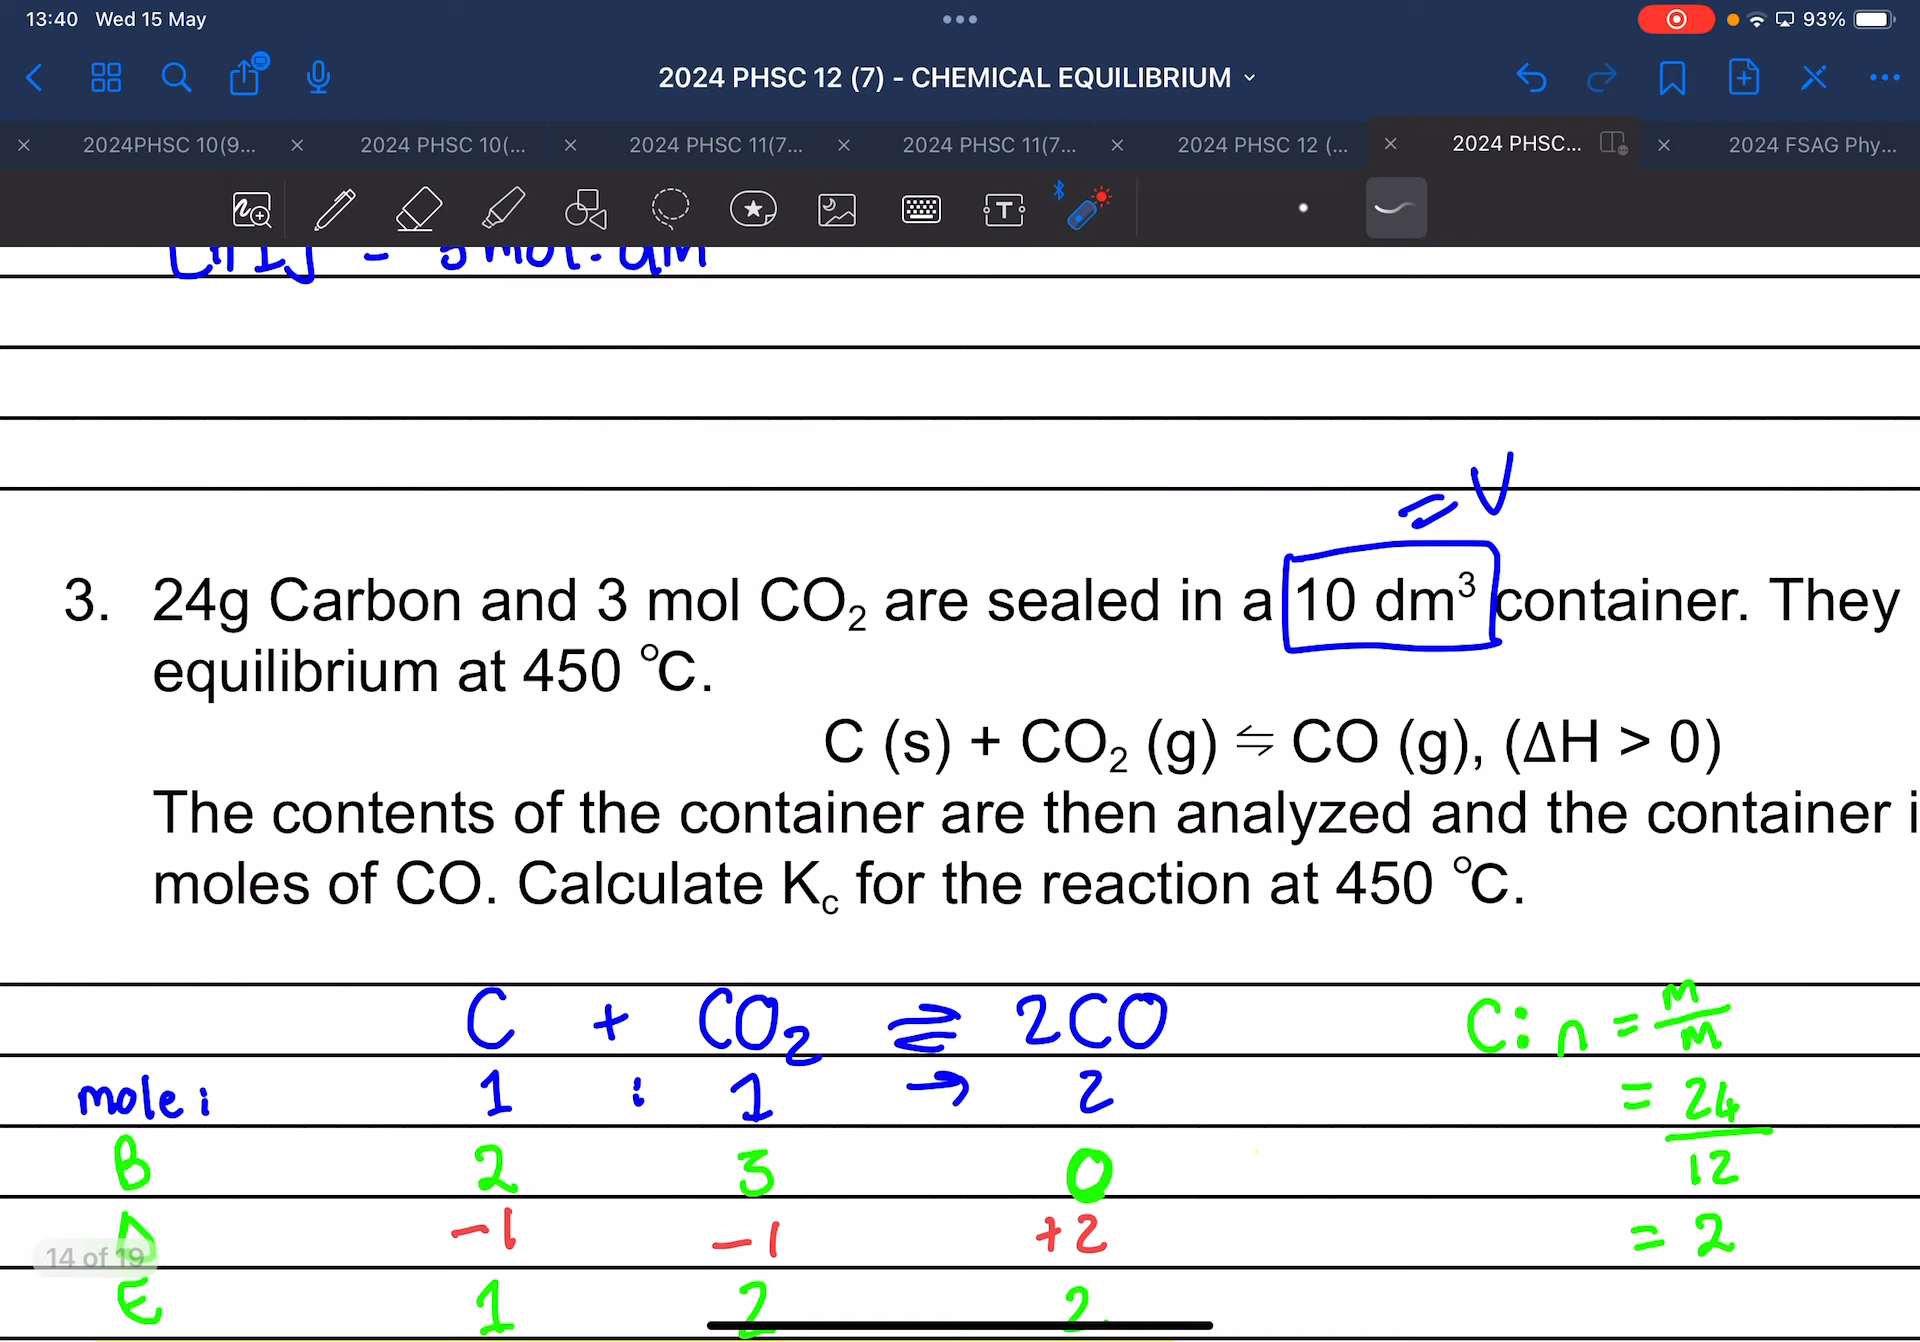 13:40 Wed 15 May 93%
2024 PHSC 12 (7) - CHEMICAL EQUILIBRIUM
2024PHSC 10(9... 2024 PHSC 10(... 2024 PHSC 11(7... 2024 PHSC 11(7... 2024 PHSC 12 (... 2024 PHSC... 2024 FSAG Phy...
[HI] = 5 mol.dm
= V
3. 24g Carbon and 3 mol CO₂ are sealed in a 10 dm³ container. They
equilibrium at 450 °C.
C (s) + CO₂ (g) ⇋ CO (g), (ΔH > 0)
The contents of the container are then analyzed and the container i
moles of CO. Calculate Kc for the reaction at 450 °C.
C + CO₂ ⇌ 2CO C: n = m/M
mole: 1 : 1 → 2 = 24
B 2 3 0 12
Δ -1 -1 +2 = 2
14 of 19
E 1 2 2